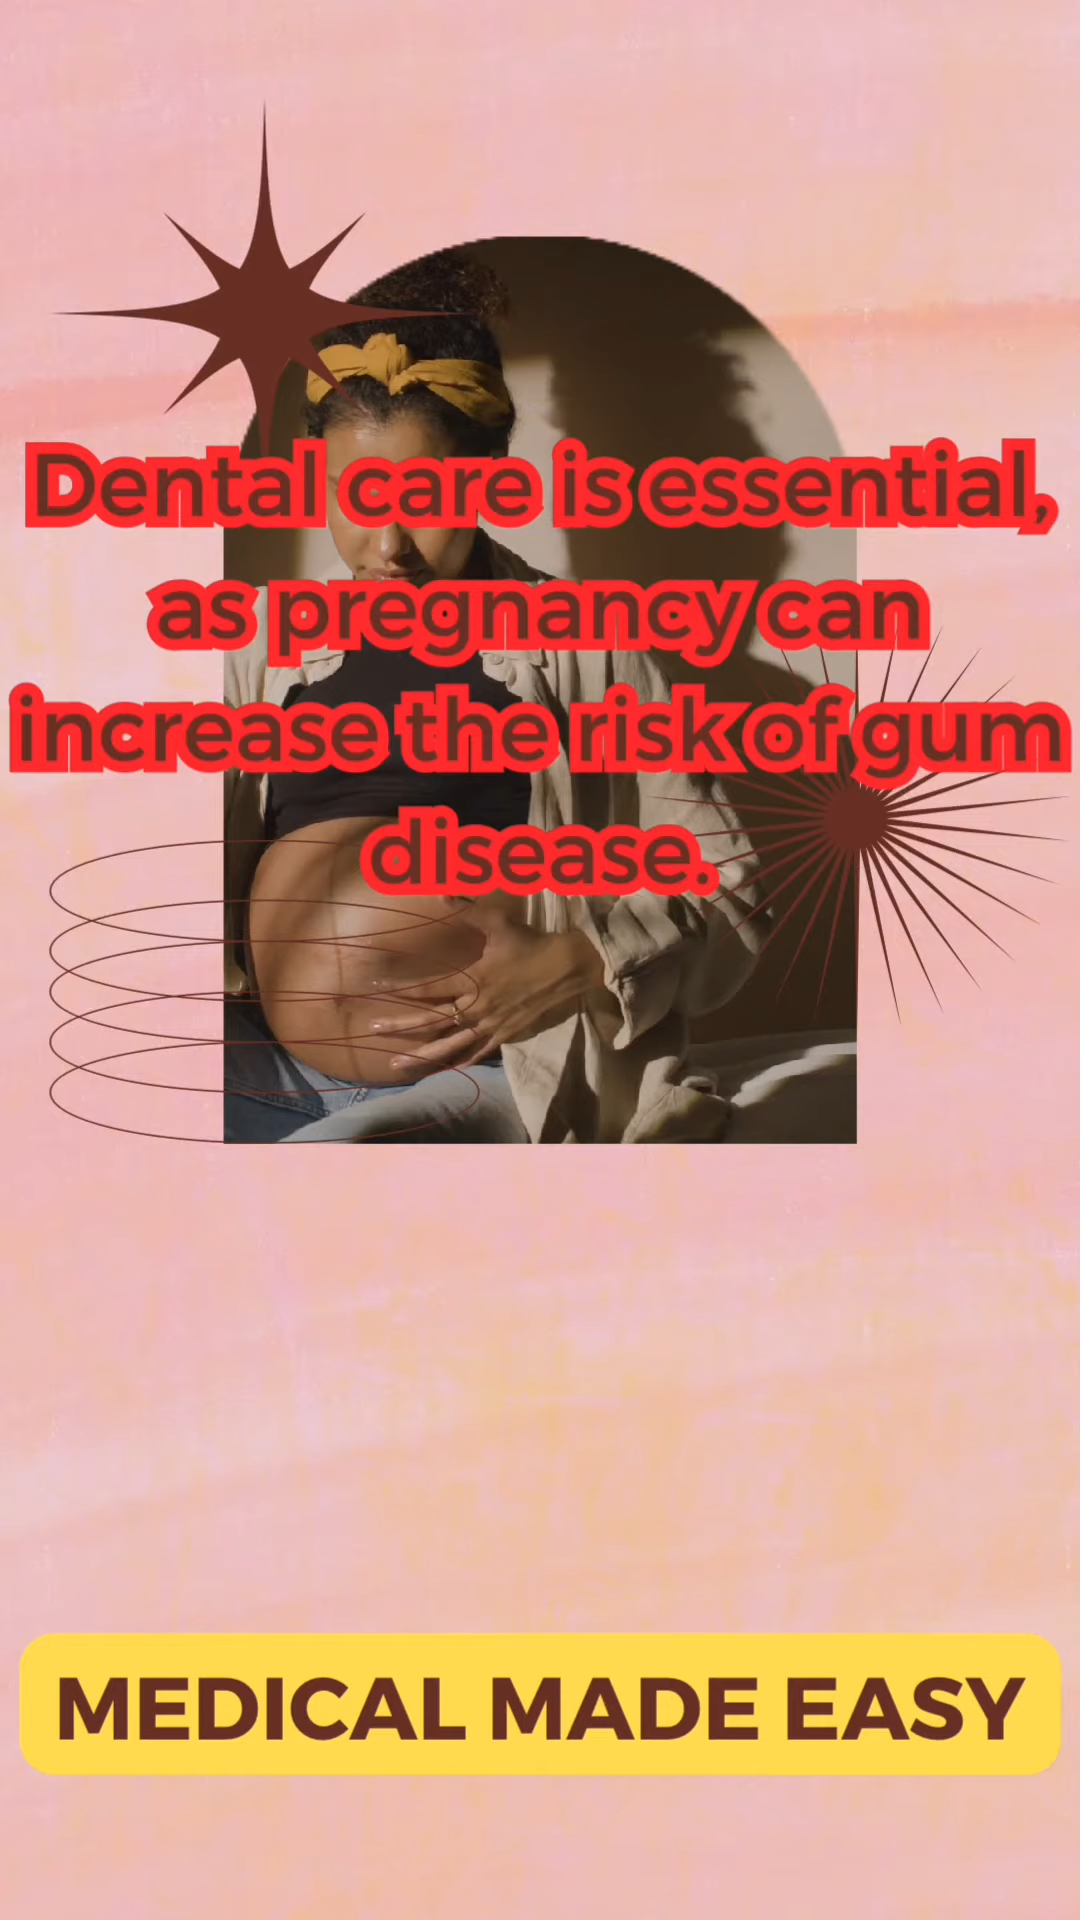 Dental care is essential,
as pregnancy can
increase the risk of gum
disease.
MEDICAL MADE EASY